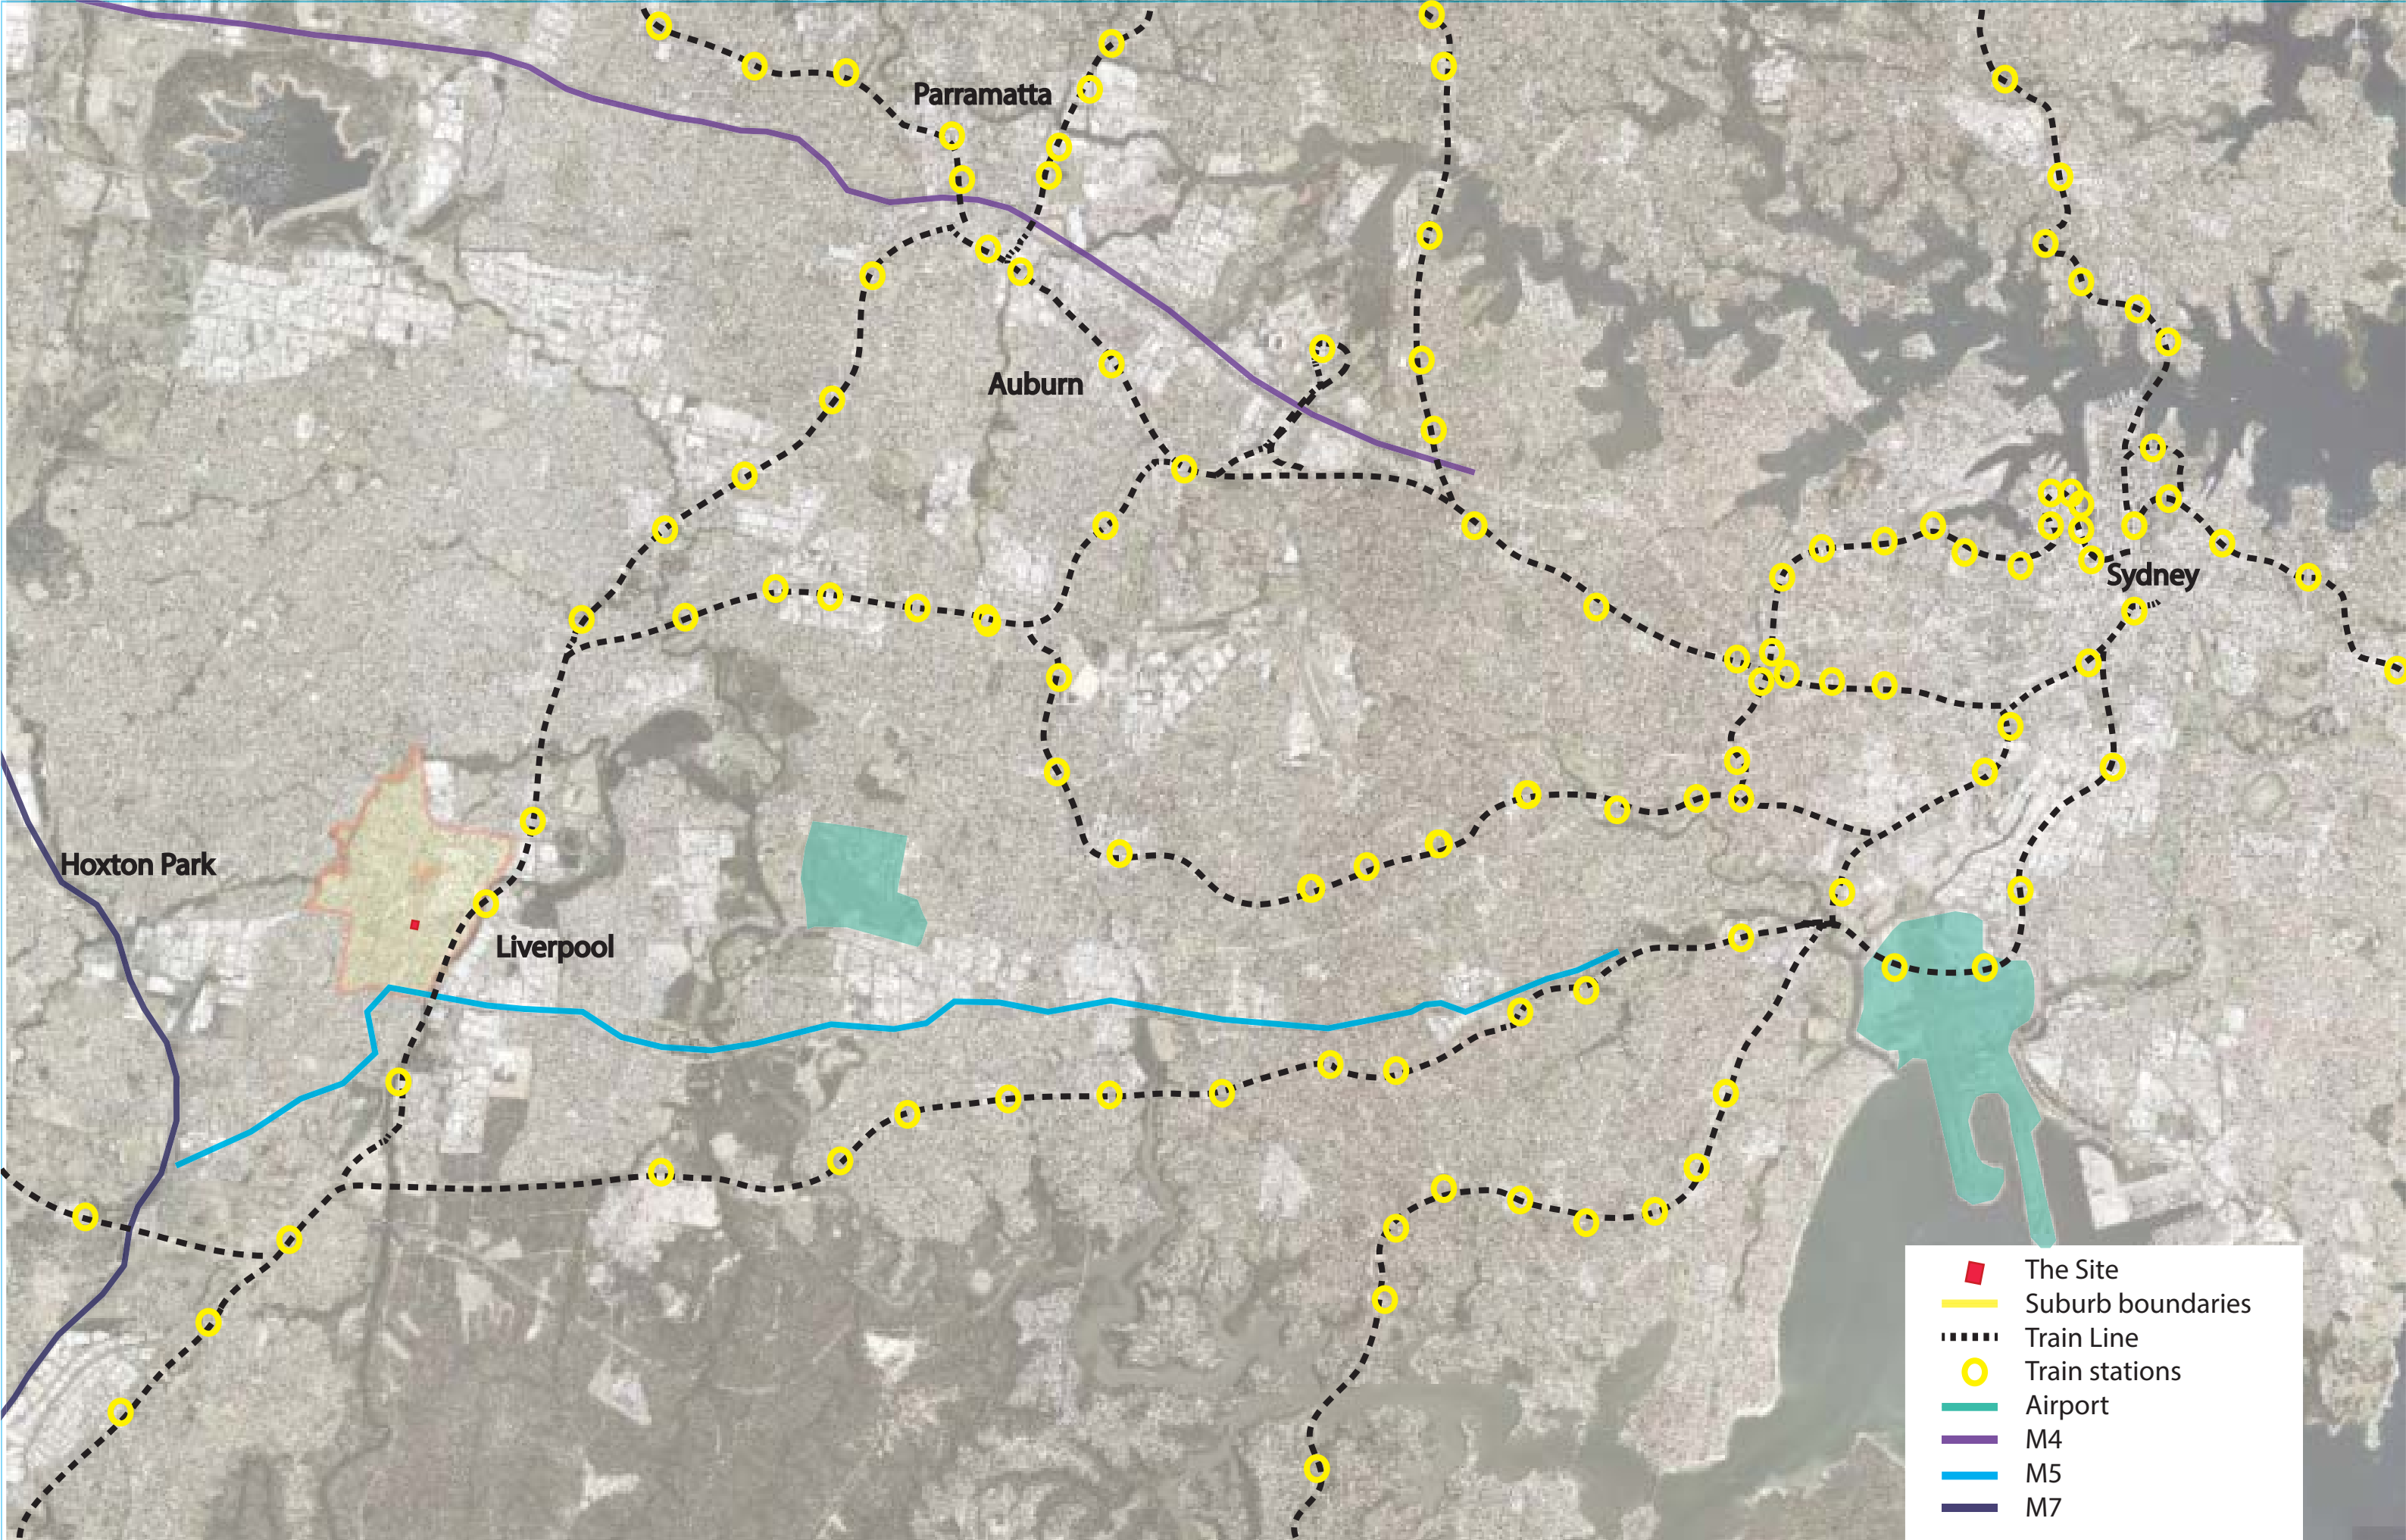 Parramatta
Auburn
Sydney
Hoxton Park
Liverpool
The Site
Suburb boundaries
Train Line
Train stations
Airport
M4
M5
M7